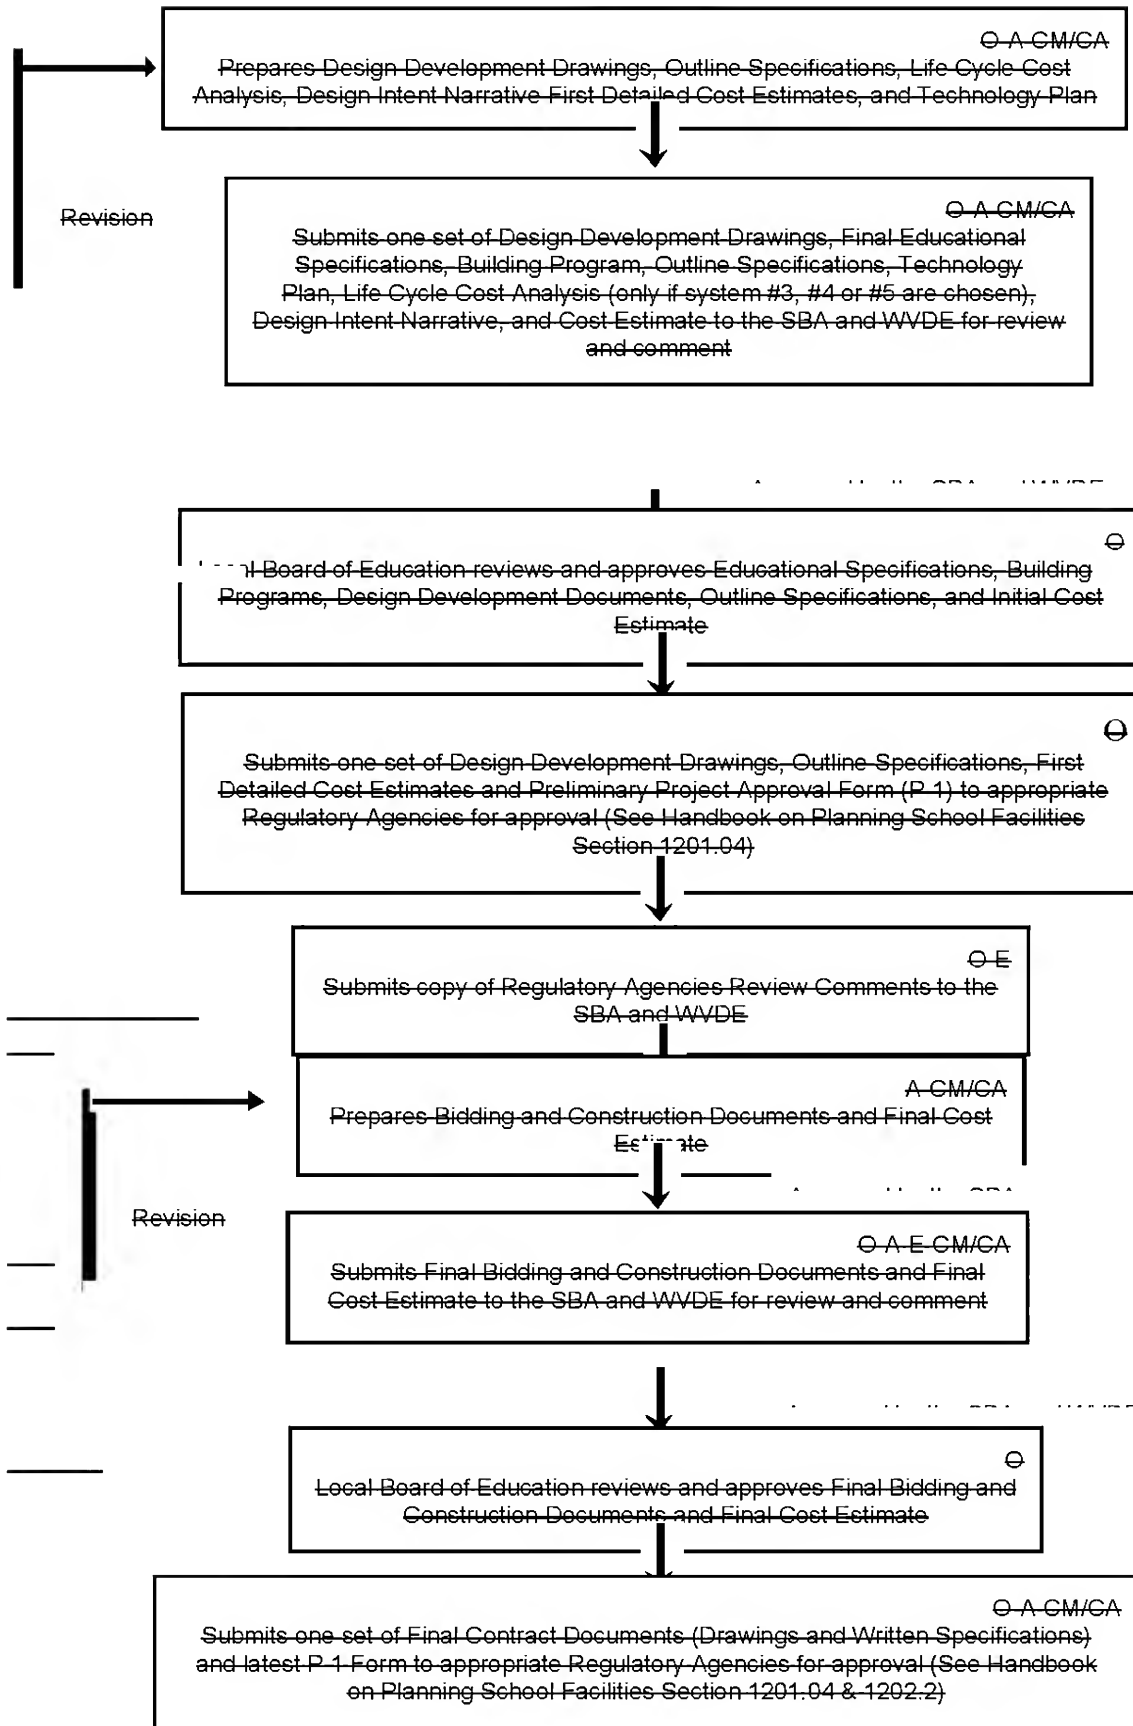 O-A-CM/CA
Prepares Design Development Drawings, Outline Specifications, Life Cycle Cost
Analysis, Design Intent Narrative First Detailed Cost Estimates, and Technology Plan
Revision
O-A-CM/CA
Submits one set of Design Development Drawings, Final Educational
Specifications, Building Program, Outline Specifications, Technology
Plan, Life Cycle Cost Analysis (only if system #3, #4 or #5 are chosen),
Design Intent Narrative, and Cost Estimate to the SBA and WVDE for review
and comment
O
Board of Education reviews and approves Educational Specifications, Building
Programs, Design Development Documents, Outline Specifications, and Initial Cost
Estimate
O
Submits one set of Design Development Drawings, Outline Specifications, First
Detailed Cost Estimates and Preliminary Project Approval Form (P-1) to appropriate
Regulatory Agencies for approval (See Handbook on Planning School Facilities
Section 1201.04)
O-E
Submits copy of Regulatory Agencies Review Comments to the
SBA and WVDE
A-CM/CA
Prepares Bidding and Construction Documents and Final Cost
Estimate
Revision
O-A-E-CM/CA
Submits Final Bidding and Construction Documents and Final
Cost Estimate to the SBA and WVDE for review and comment
O
Local Board of Education reviews and approves Final Bidding and
Construction Documents and Final Cost Estimate
O-A-CM/CA
Submits one set of Final Contract Documents (Drawings and Written Specifications)
and latest P-1 Form to appropriate Regulatory Agencies for approval (See Handbook
on Planning School Facilities Section 1201.04 & 1202.2)